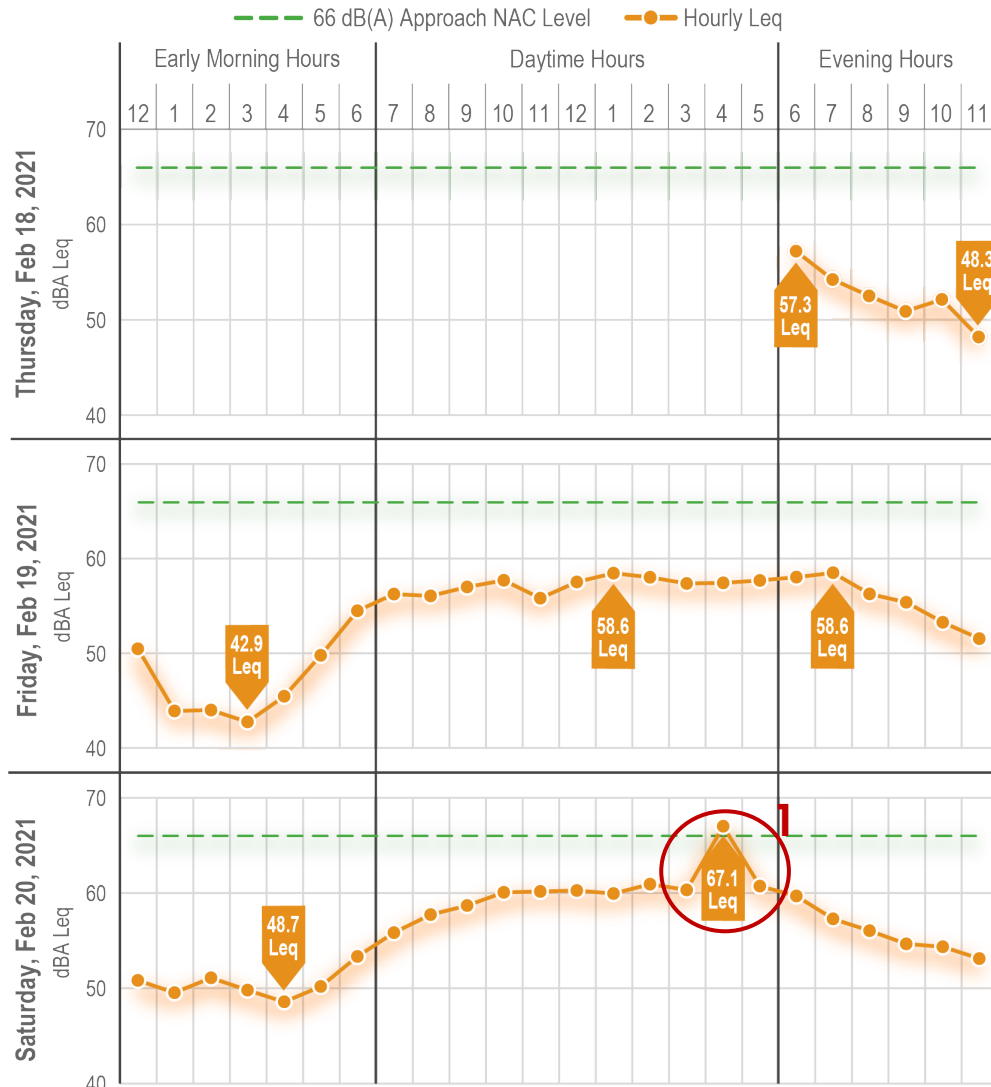 66 dB(A) Approach NAC Level Hourly Leq
Early Morning Hours Daytime Hours Evening Hours
12 1 2 3 4 5 6 7 8 9 10 11 12 1 2 3 4 5 6 7 8 9 10 11
Thursday, Feb 18, 2021
dBA Leq
70
60
50
40
57.3
Leq
48.3
Leq
Friday, Feb 19, 2021
dBA Leq
70
60
50
40
42.9
Leq
58.6
Leq
58.6
Leq
Saturday, Feb 20, 2021
dBA Leq
70
60
50
40
48.7
Leq
67.1
Leq
1